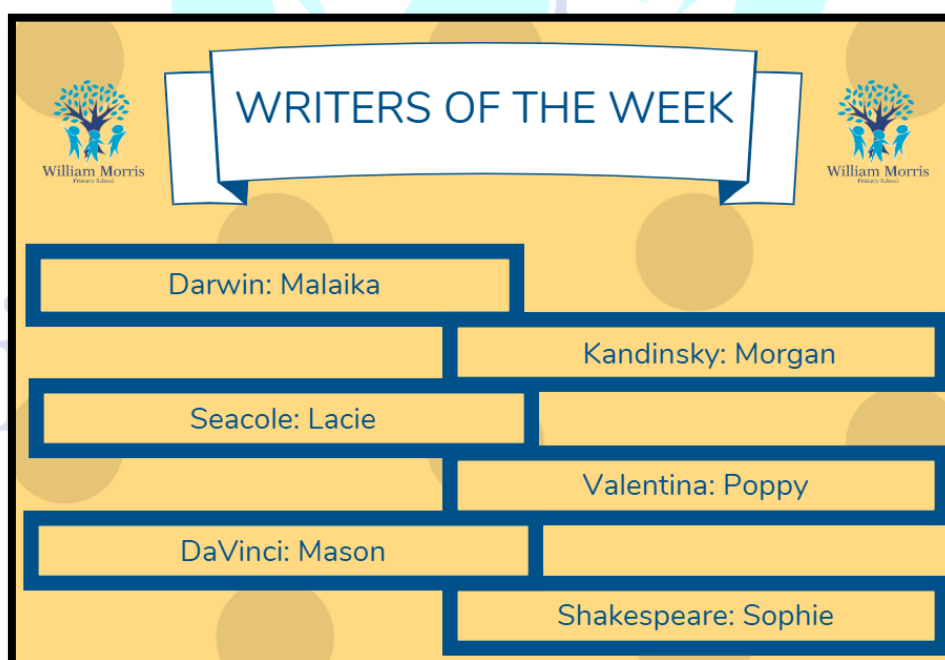 WRITERS OF THE WEEK
William Morris
Primary School
William Morris
Primary School
Darwin: Malaika
Kandinsky: Morgan
Seacole: Lacie
Valentina: Poppy
DaVinci: Mason
Shakespeare: Sophie